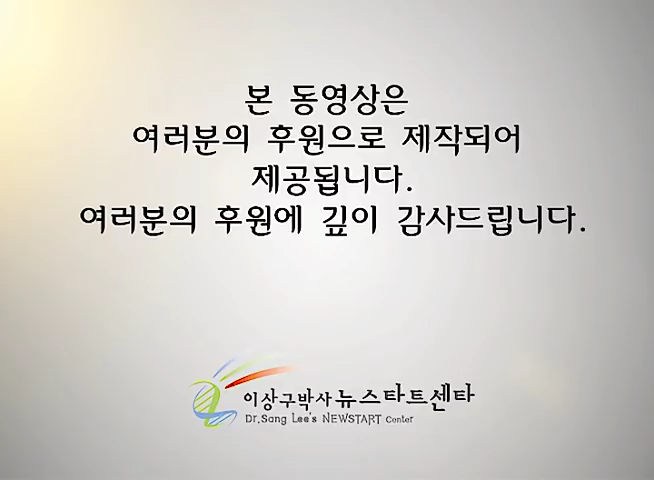 본 동영상은
여러분의 후원으로 제작되어
제공됩니다.
여러분의 후원에 깊이 감사드립니다.
이상구박사 뉴스타트센타
Dr.Sang Lee's NEWSTART Center